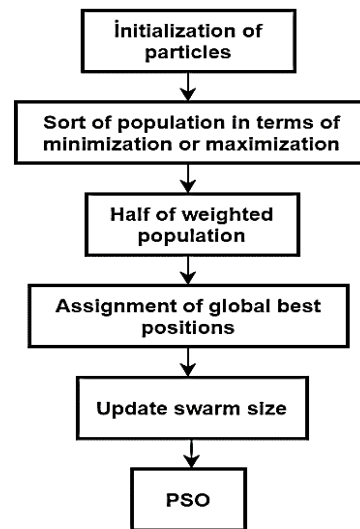 İnitialization of
particles
Sort of population in terms of
minimization or maximization
Half of weighted
population
Assignment of global best
positions
Update swarm size
PSO